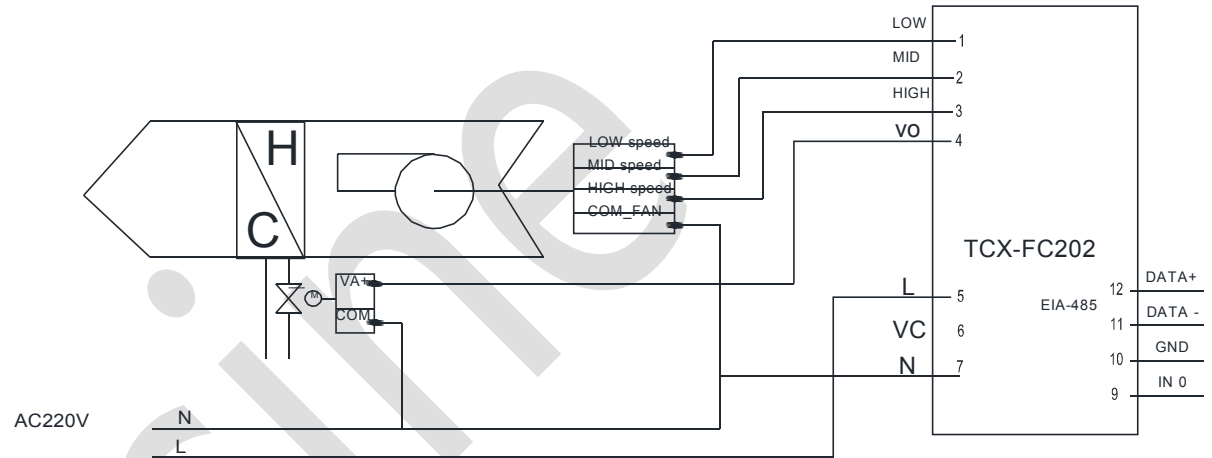 LOW
1
MID
2
HIGH
3
VO
4
H
C
LOW speed
MID speed
HIGH speed
COM_FAN
TCX-FC202
VA+
M
COM
L
5
VC
6
N
7
EIA-485
12
DATA+
11
DATA -
10
GND
9
IN 0
AC220V
N
L